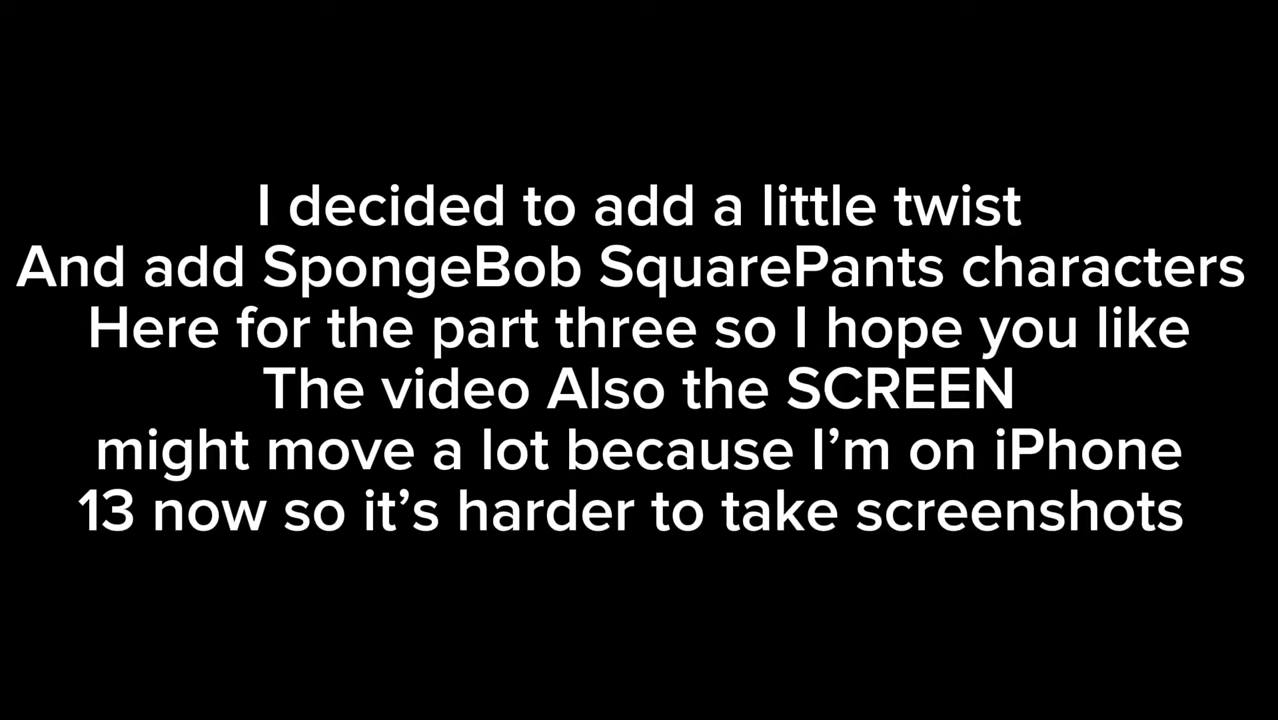 I decided to add a little twist
And add SpongeBob SquarePants characters
Here for the part three so I hope you like
The video Also the SCREEN
might move a lot because I’m on iPhone
13 now so it’s harder to take screenshots